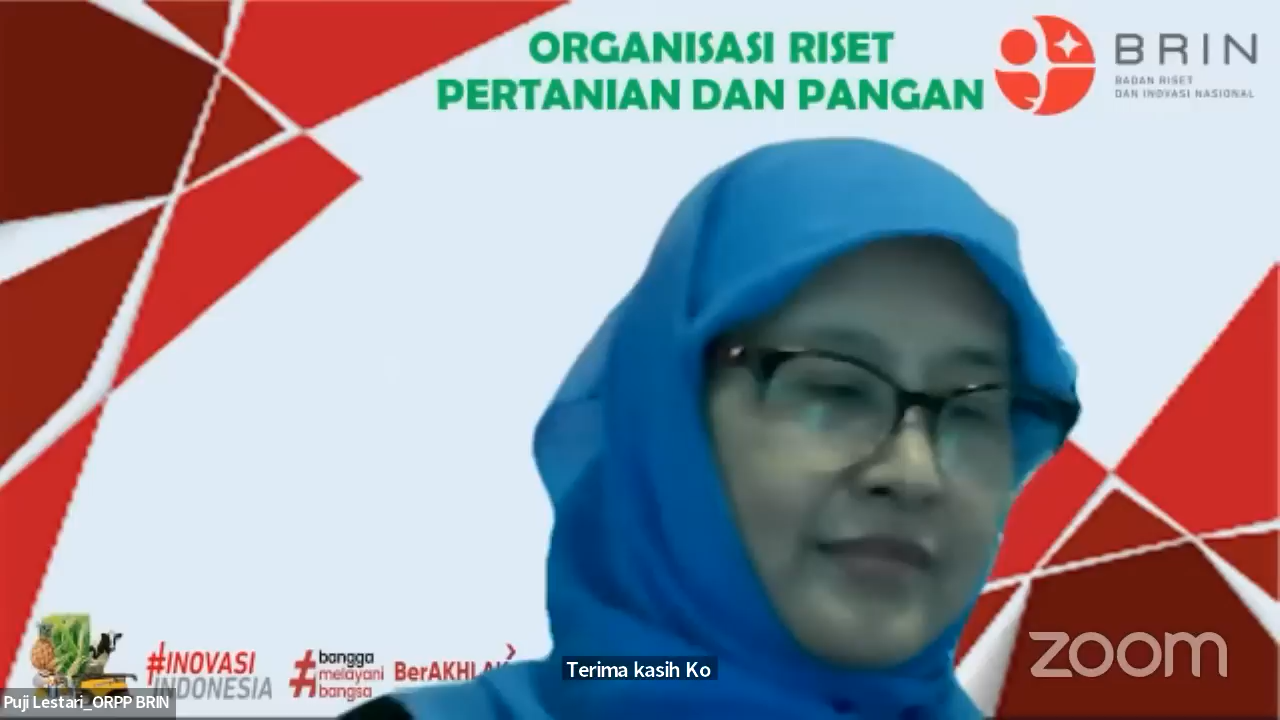 ORGANISASI RISET
PERTANIAN DAN PANGAN
BRIN
BADAN RISET
DAN INOVASI NASIONAL
#INOVASI
INDONESIA
#bangga
melayani
bangsa
BerAKHLAK
Terima kasih Ko
zoom
Puji Lestari_ORPP BRIN